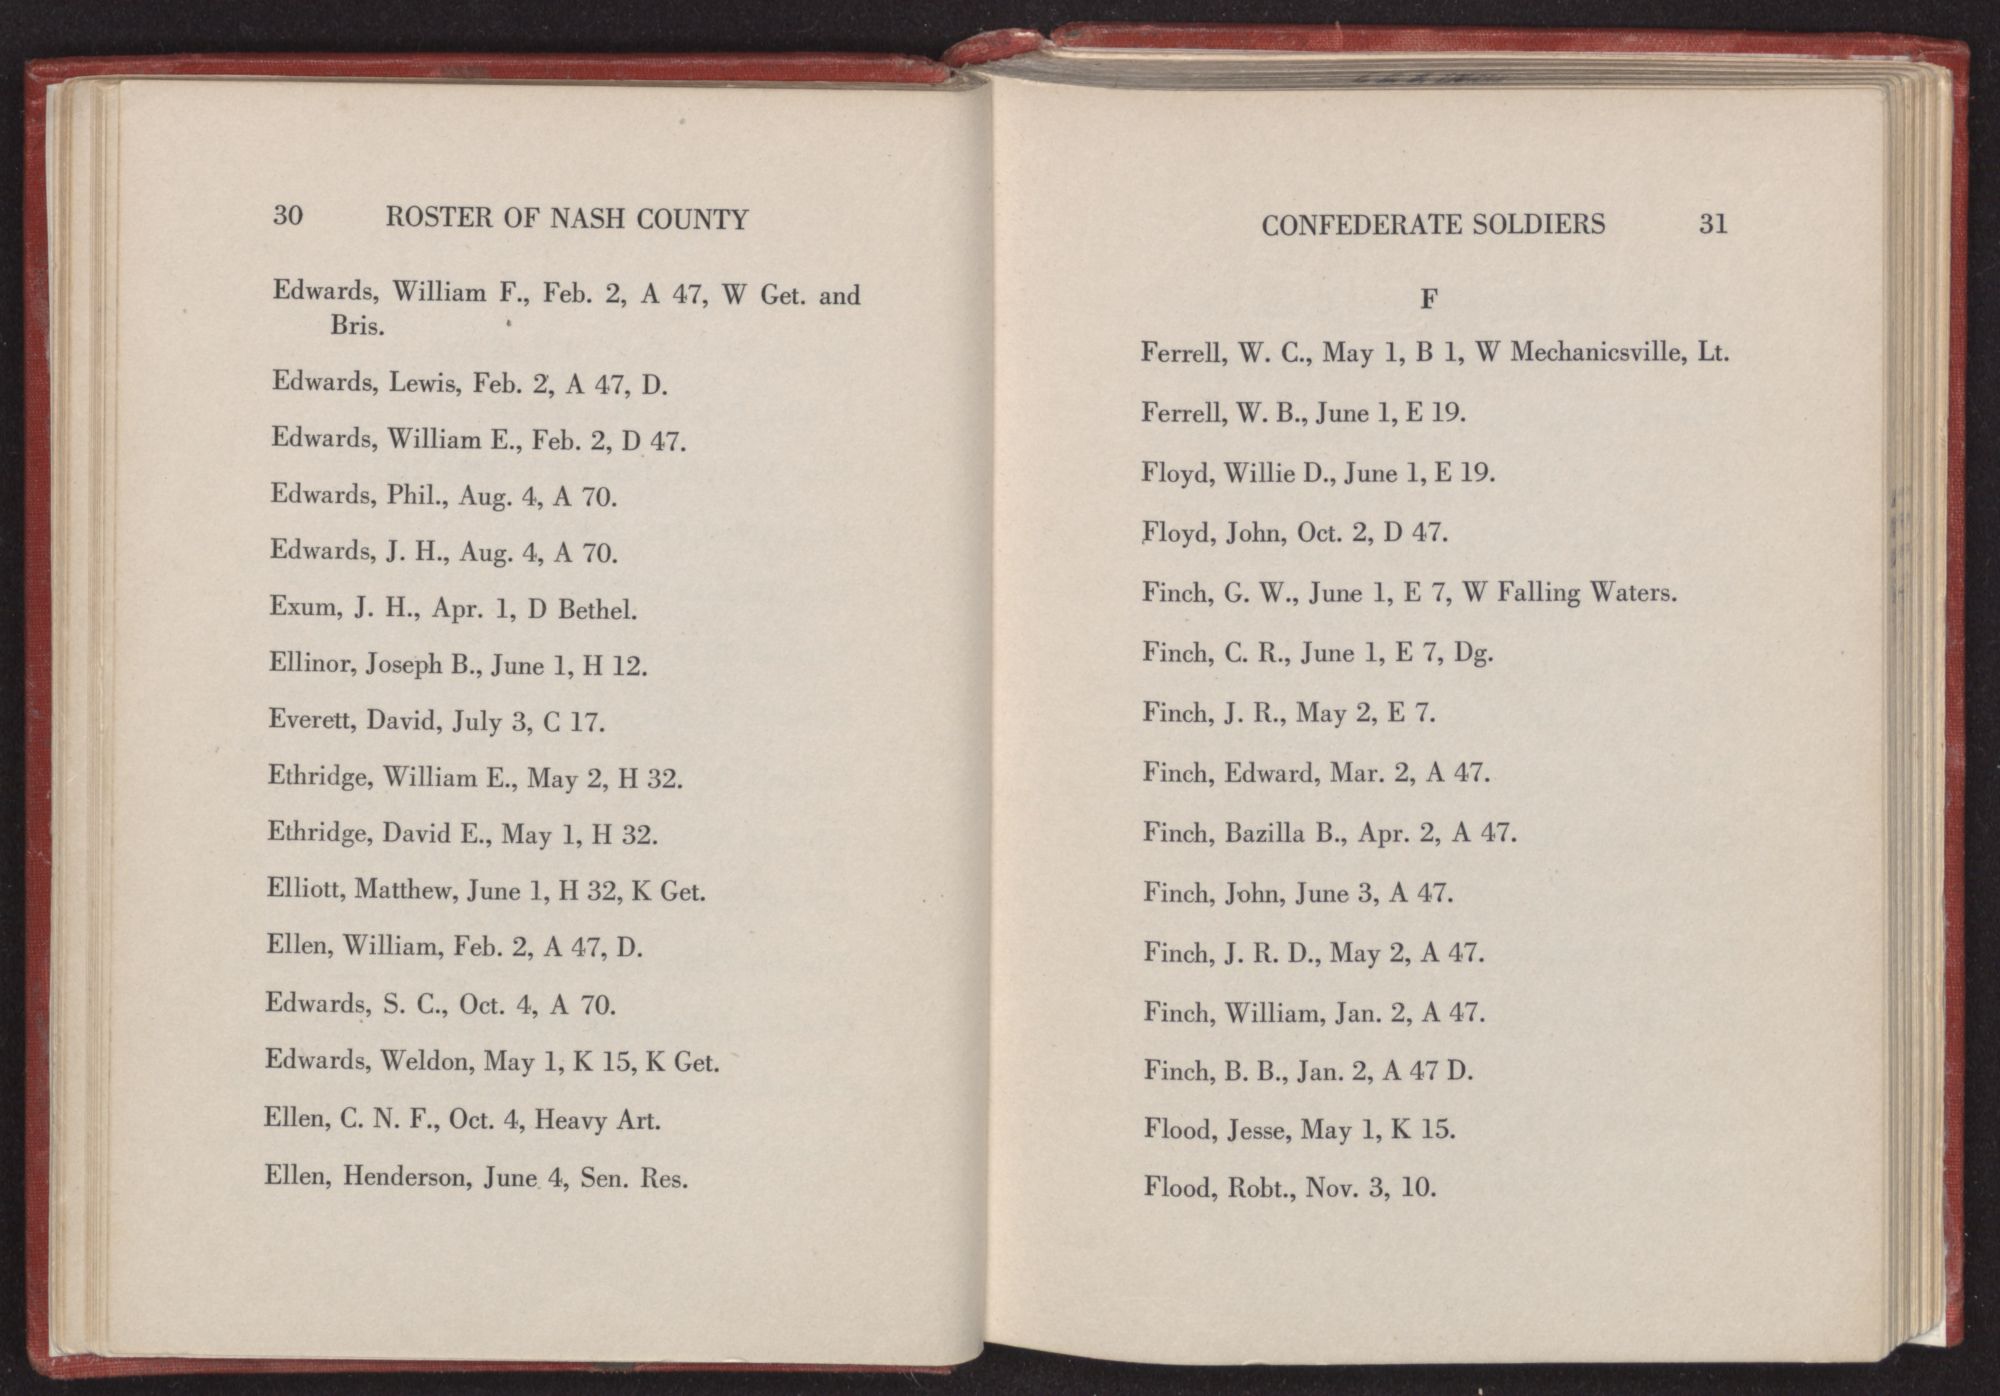 30 ROSTER OF NASH COUNTY
Edwards, William F., Feb. 2, A 47, W Get. and
Bris.
Edwards, Lewis, Feb. 2, A 47, D.
Edwards, William E., Feb. 2, D 47.
Edwards, Phil., Aug. 4, A 70.
Edwards, J. H., Aug. 4, A 70.
Exum, J. H., Apr. 1, D Bethel.
Ellinor, Joseph B., June 1, H 12.
Everett, David, July 3, C 17.
Ethridge, William E., May 2, H 32.
Ethridge, David E., May 1, H 32.
Elliott, Matthew, June 1, H 32, K Get.
Ellen, William, Feb. 2, A 47, D.
Edwards, S. C., Oct. 4, A 70.
Edwards, Weldon, May 1, K 15, K Get.
Ellen, C. N. F., Oct. 4, Heavy Art.
Ellen, Henderson, June 4, Sen. Res.
CONFEDERATE SOLDIERS 31
F
Ferrell, W. C., May 1, B 1, W Mechanicsville, Lt.
Ferrell, W. B., June 1, E 19.
Floyd, Willie D., June 1, E 19.
Floyd, John, Oct. 2, D 47.
Finch, G. W., June 1, E 7, W Falling Waters.
Finch, C. R., June 1, E 7, Dg.
Finch, J. R., May 2, E 7.
Finch, Edward, Mar. 2, A 47.
Finch, Bazilla B., Apr. 2, A 47.
Finch, John, June 3, A 47.
Finch, J. R. D., May 2, A 47.
Finch, William, Jan. 2, A 47.
Finch, B. B., Jan. 2, A 47 D.
Flood, Jesse, May 1, K 15.
Flood, Robt., Nov. 3, 10.